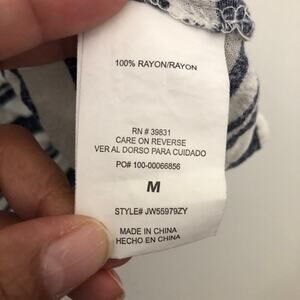 100% RAYON/RAYON
RN # 39831
CARE ON REVERSE
VER AL DORSO PARA CUIDADO
PO# 100-00066856
M
STYLE# JW55979ZY
MADE IN CHINA
HECHO EN CHINA